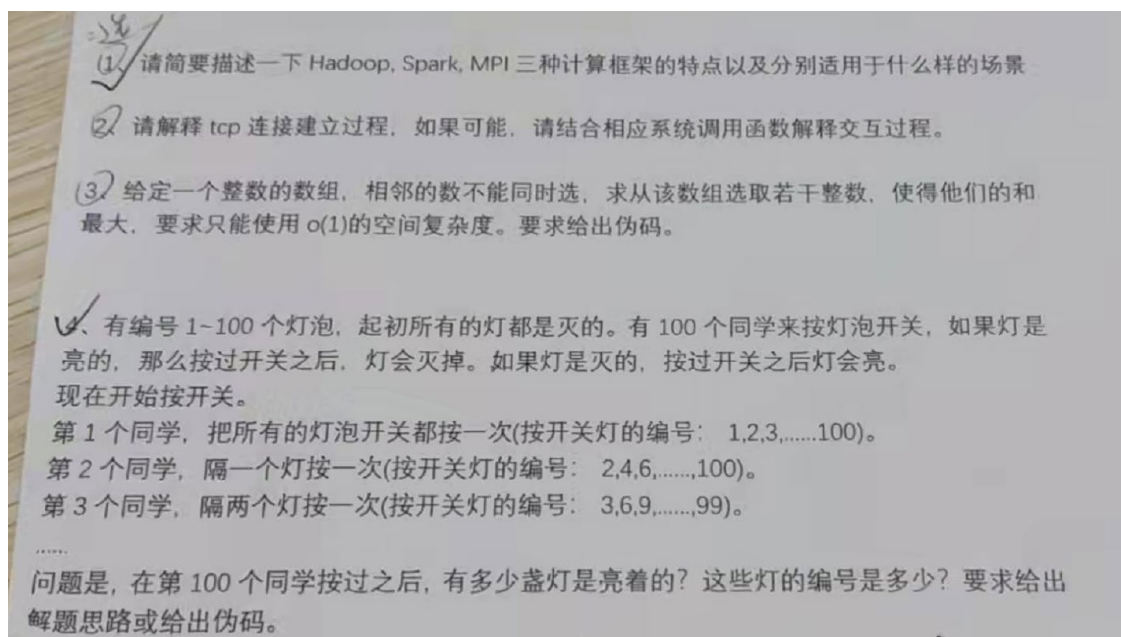 二选
(1) 请简要描述一下 Hadoop, Spark, MPI 三种计算框架的特点以及分别适用于什么样的场景
(2) 请解释 tcp 连接建立过程，如果可能，请结合相应系统调用函数解释交互过程。
(3) 给定一个整数的数组，相邻的数不能同时选，求从该数组选取若干整数，使得他们的和
最大，要求只能使用 o(1)的空间复杂度。要求给出伪码。
4、有编号 1~100 个灯泡，起初所有的灯都是灭的。有 100 个同学来按灯泡开关，如果灯是
亮的，那么按过开关之后，灯会灭掉。如果灯是灭的，按过开关之后灯会亮。
现在开始按开关。
第 1 个同学，把所有的灯泡开关都按一次(按开关灯的编号： 1,2,3,......100)。
第 2 个同学，隔一个灯按一次(按开关灯的编号： 2,4,6,......,100)。
第 3 个同学，隔两个灯按一次(按开关灯的编号： 3,6,9,......,99)。
......
问题是，在第 100 个同学按过之后，有多少盏灯是亮着的？这些灯的编号是多少？要求给出
解题思路或给出伪码。